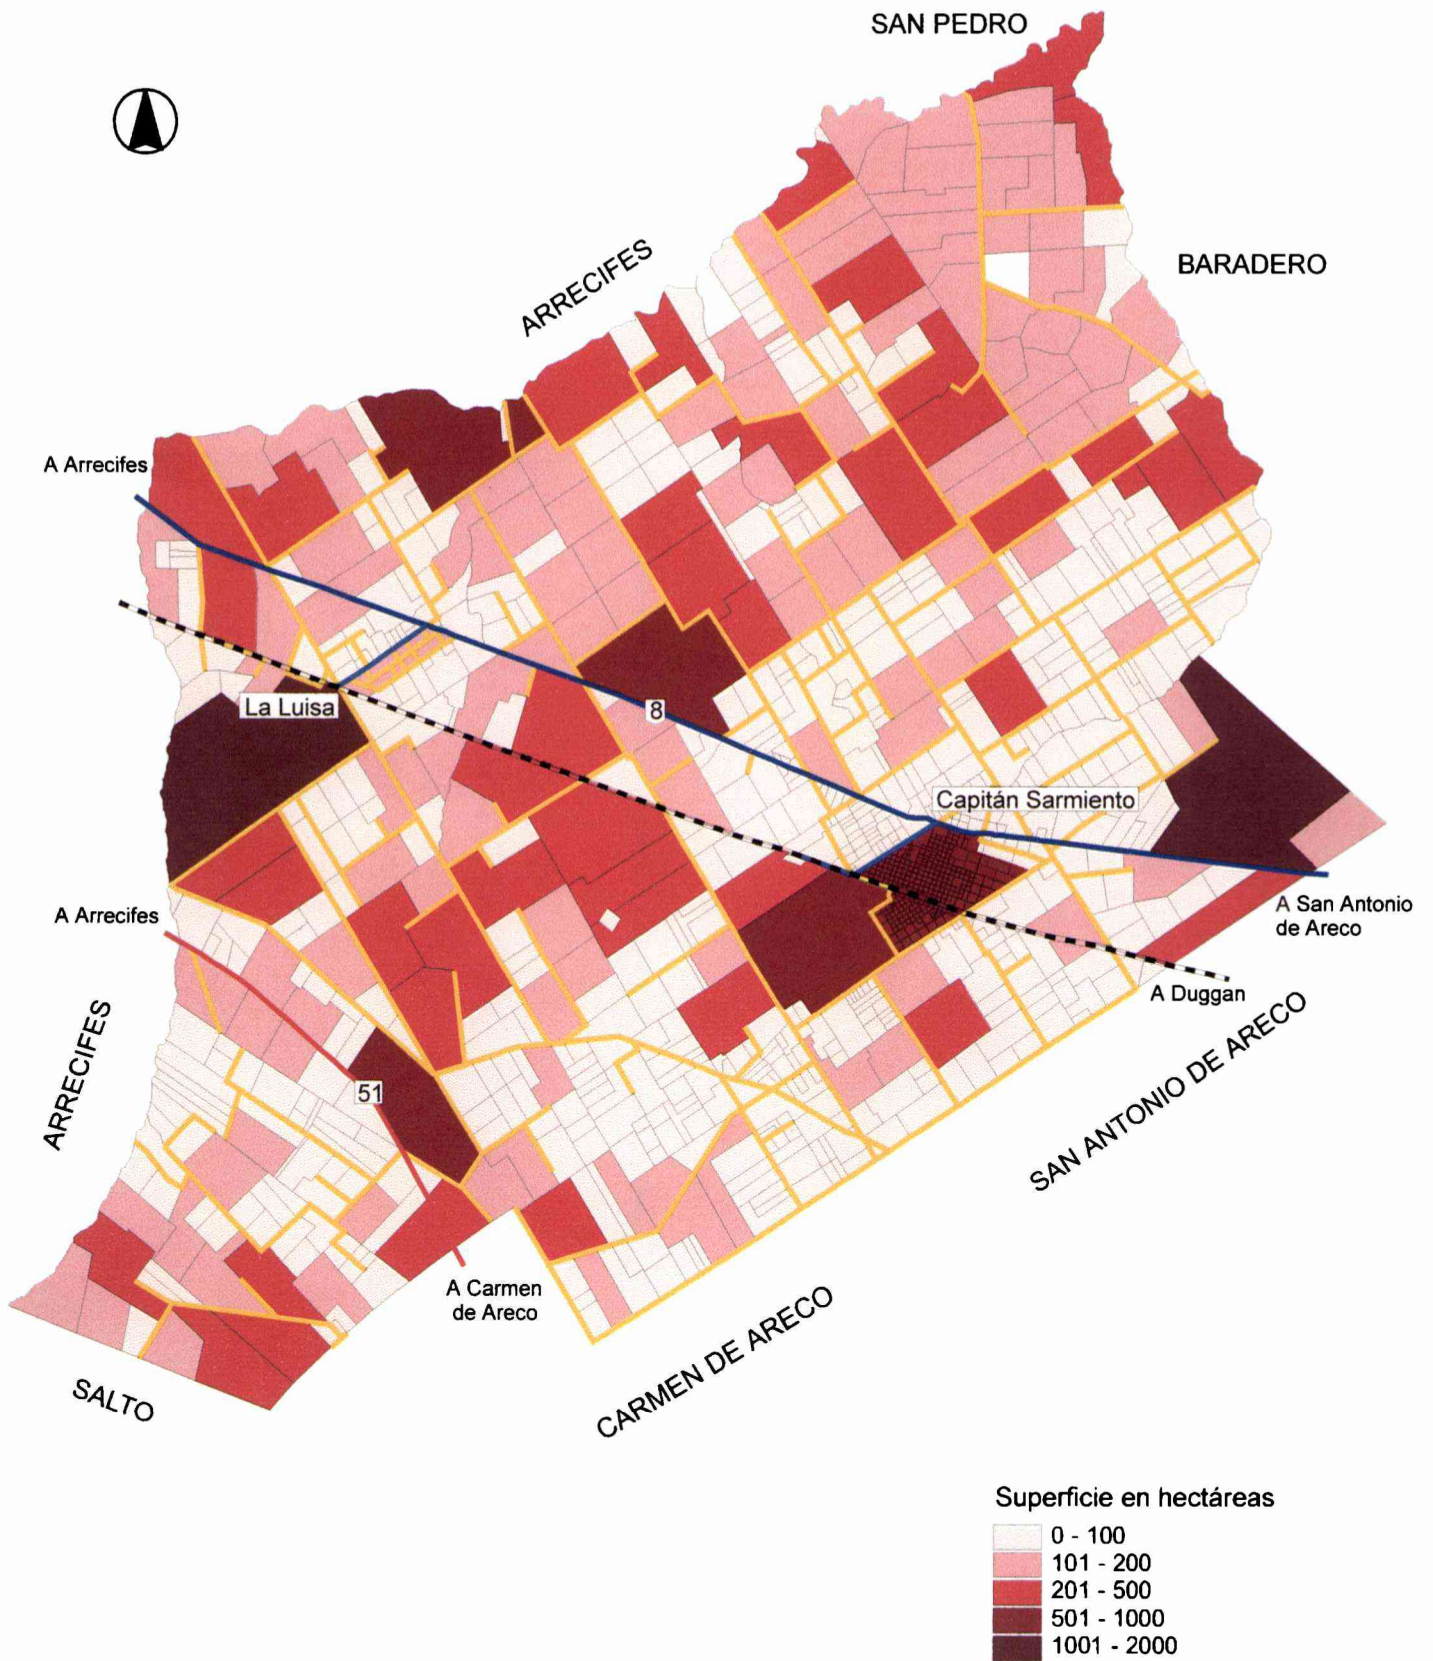 SAN PEDRO
ARRECIFES
BARADERO
A Arrecifes
La Luisa
8
Capitán Sarmiento
A Arrecifes
A San Antonio
de Areco
A Duggan
ARRECIFES
51
SAN ANTONIO DE ARECO
A Carmen
de Areco
CARMEN DE ARECO
SALTO
Superficie en hectáreas
0 - 100
101 - 200
201 - 500
501 - 1000
1001 - 2000